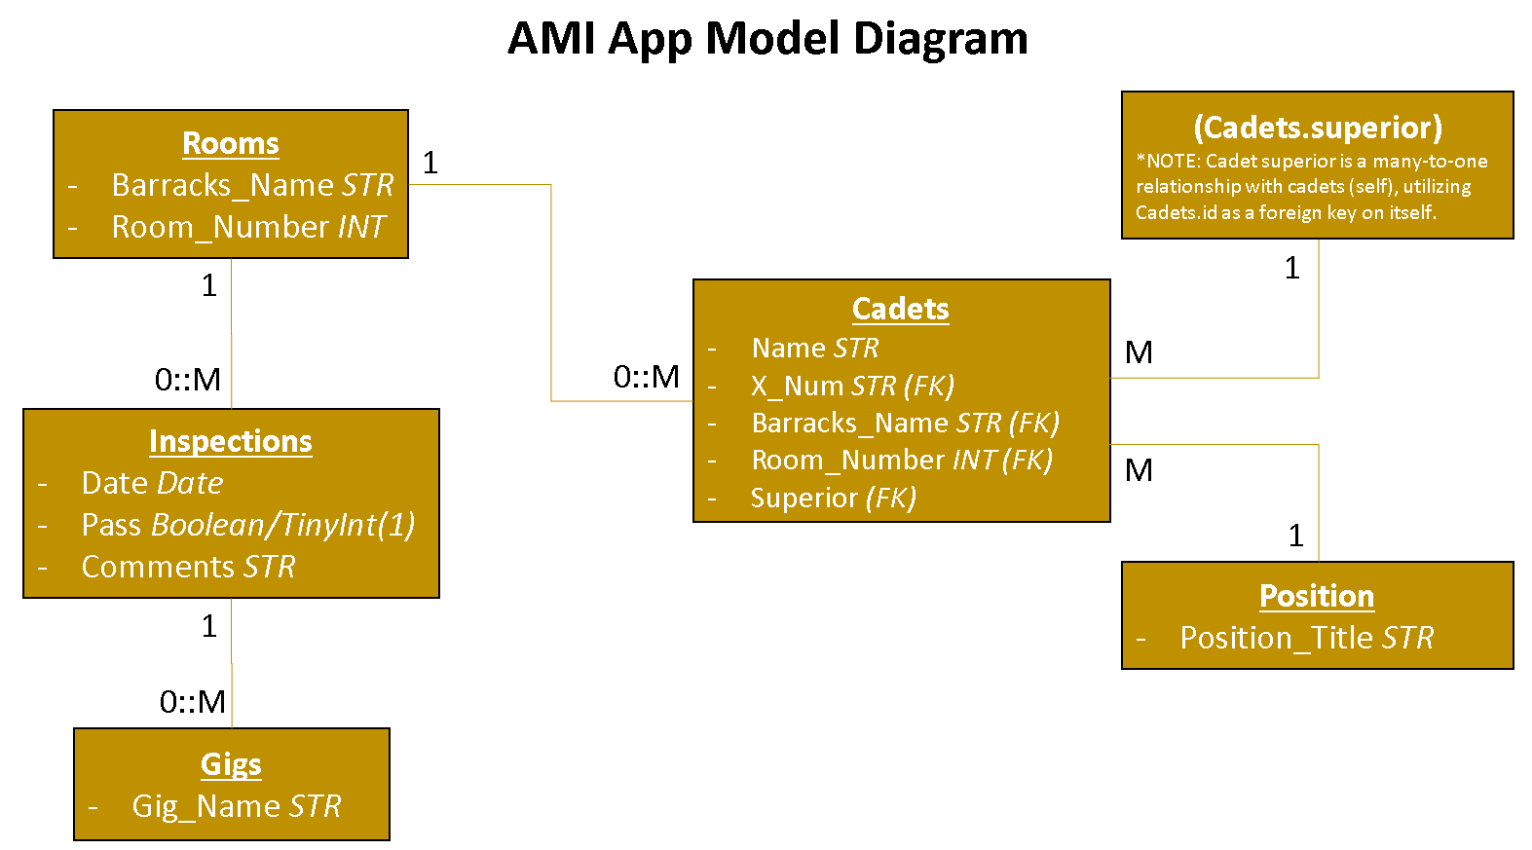 AMI App Model Diagram
Rooms
- Barracks_Name STR
- Room_Number INT
1
1
0::M
Inspections
- Date Date
- Pass Boolean/TinyInt(1)
- Comments STR
1
0::M
Gigs
- Gig_Name STR
0::M
Cadets
- Name STR
- X_Num STR (FK)
- Barracks_Name STR (FK)
- Room_Number INT (FK)
- Superior (FK)
(Cadets.superior)
*NOTE: Cadet superior is a many-to-one
relationship with cadets (self), utilizing
Cadets.id as a foreign key on itself.
1
M
M
1
Position
- Position_Title STR